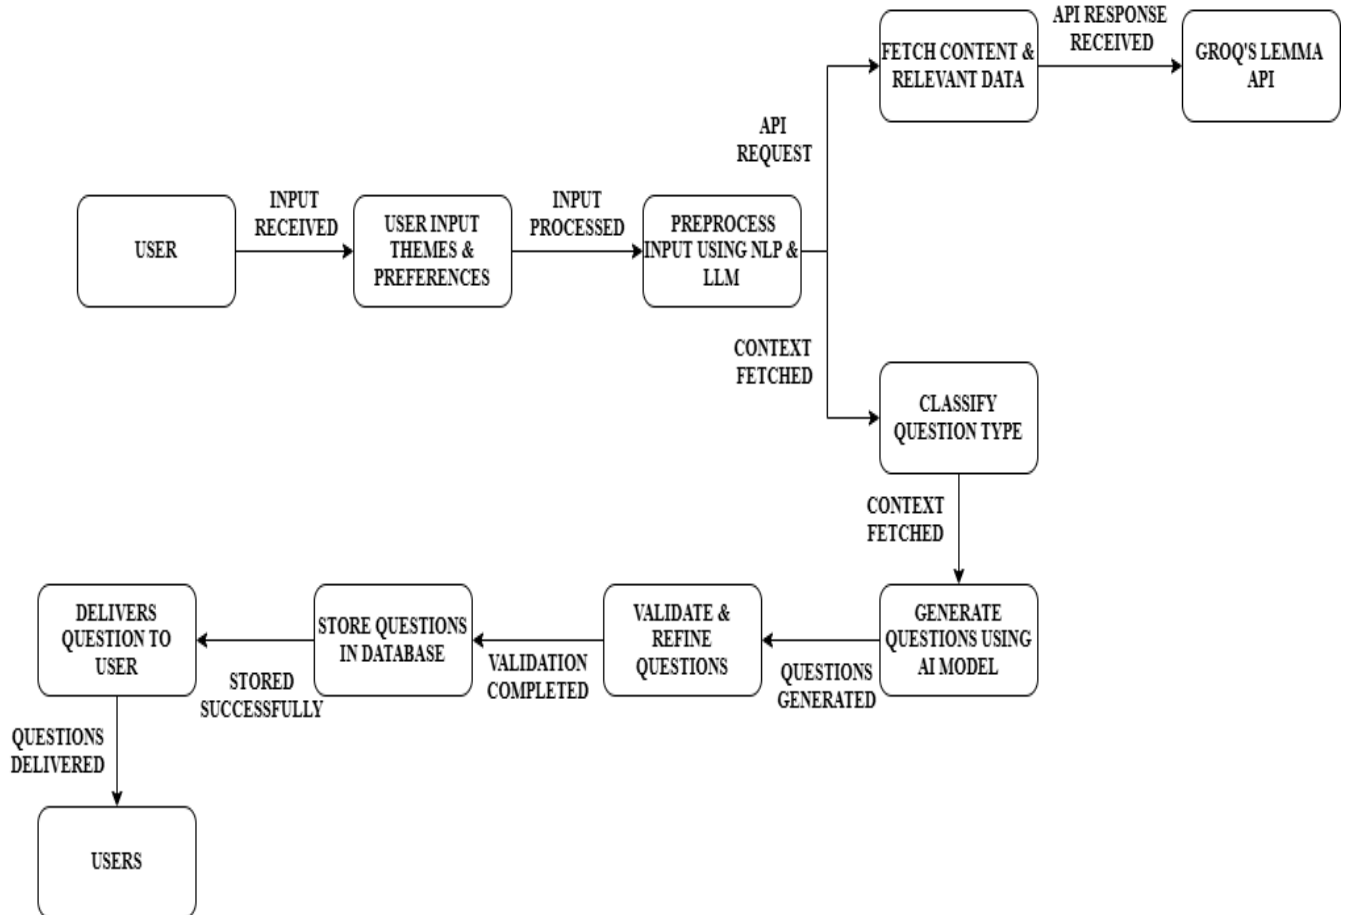 API RESPONSE
RECEIVED
FETCH CONTENT &
RELEVANT DATA
GROQ'S LEMMA
API
API
REQUEST
INPUT
RECEIVED
INPUT
PROCESSED
USER
USER INPUT
THEMES &
PREFERENCES
PREPROCESS
INPUT USING NLP &
LLM
CONTEXT
FETCHED
CLASSIFY
QUESTION TYPE
CONTEXT
FETCHED
GENERATE
QUESTIONS USING
AI MODEL
QUESTIONS
GENERATED
VALIDATE &
REFINE
QUESTIONS
VALIDATION
COMPLETED
STORE QUESTIONS
IN DATABASE
STORED
SUCCESSFULLY
DELIVERS
QUESTION TO
USER
QUESTIONS
DELIVERED
USERS